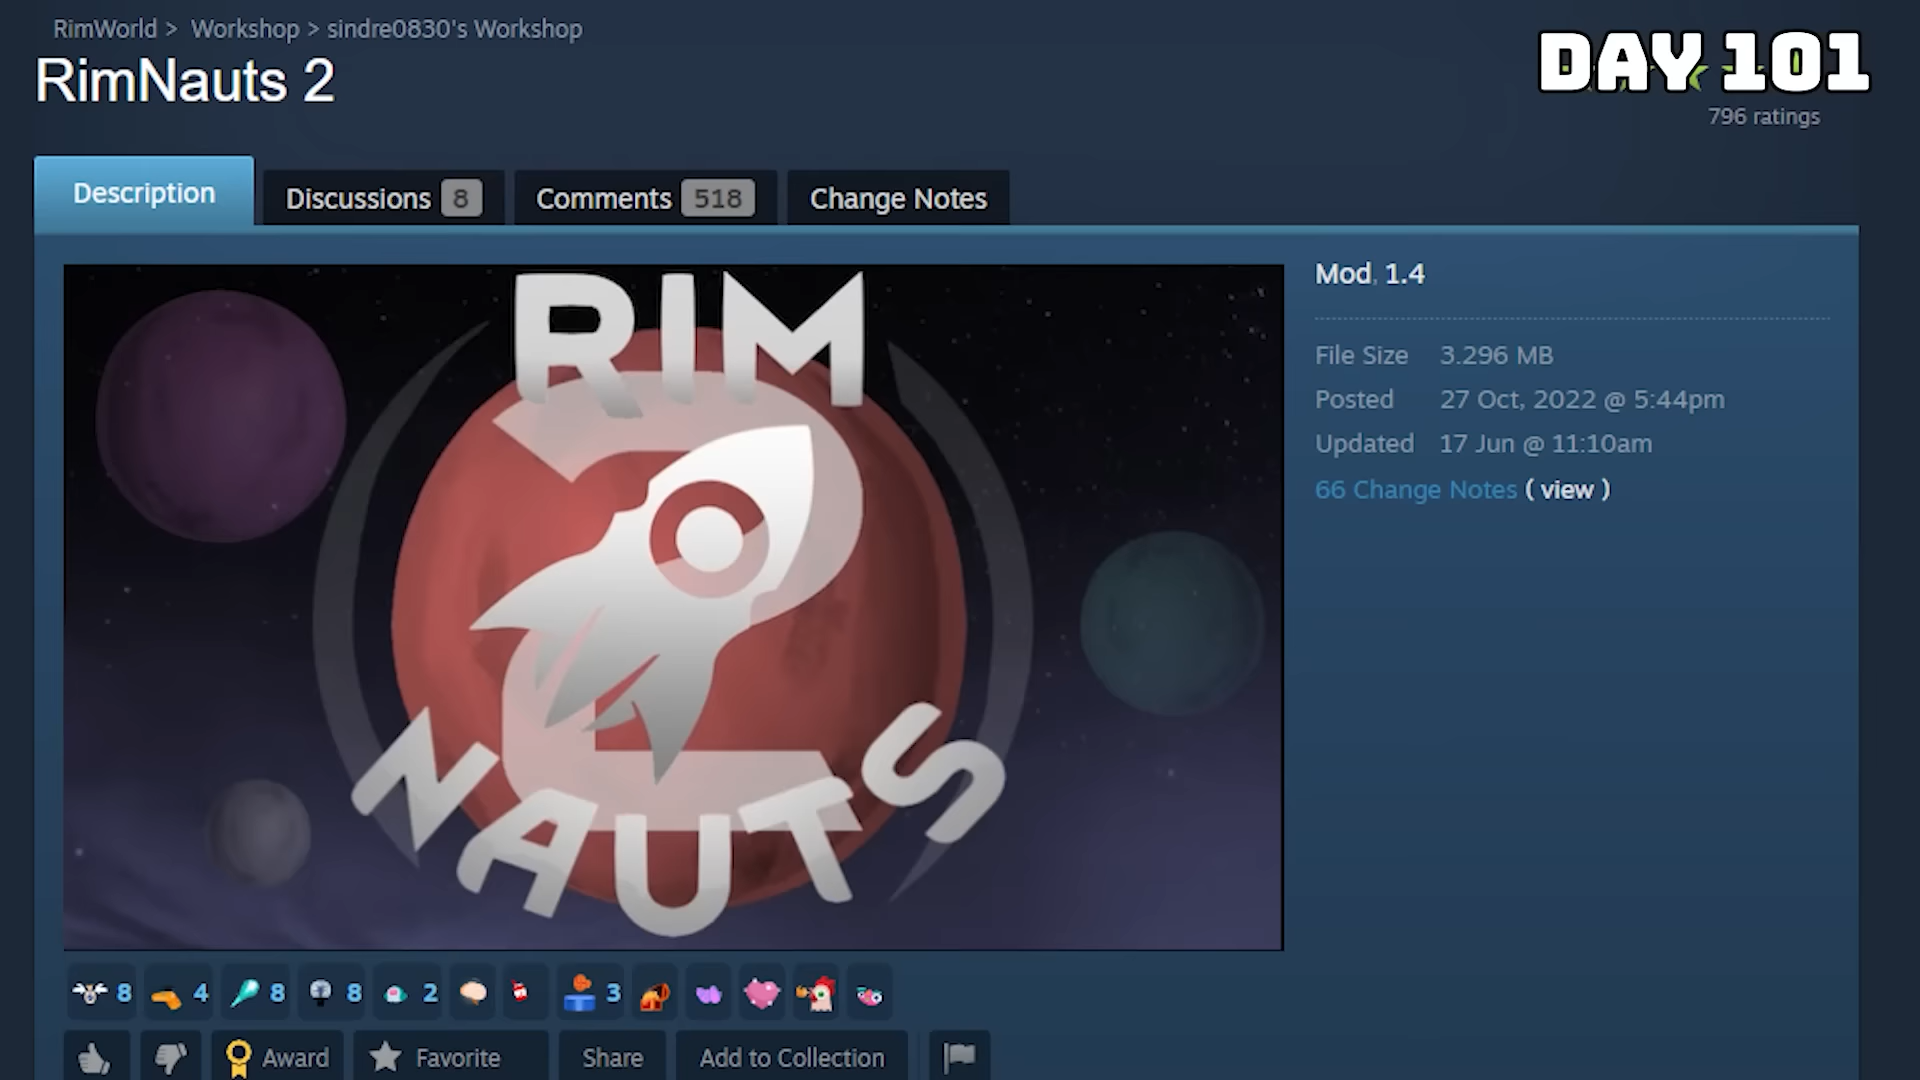 RimWorld > Workshop > sindre0830's Workshop
RimNauts 2
DAY 101
796 ratings
Description
Discussions 8
Comments 518
Change Notes
RIM
2
NAUTS
Mod, 1.4
File Size 3.296 MB
Posted 27 Oct, 2022 @ 5:44pm
Updated 17 Jun @ 11:10am
66 Change Notes ( view )
8 4 8 8 2 3
Award Favorite Share Add to Collection